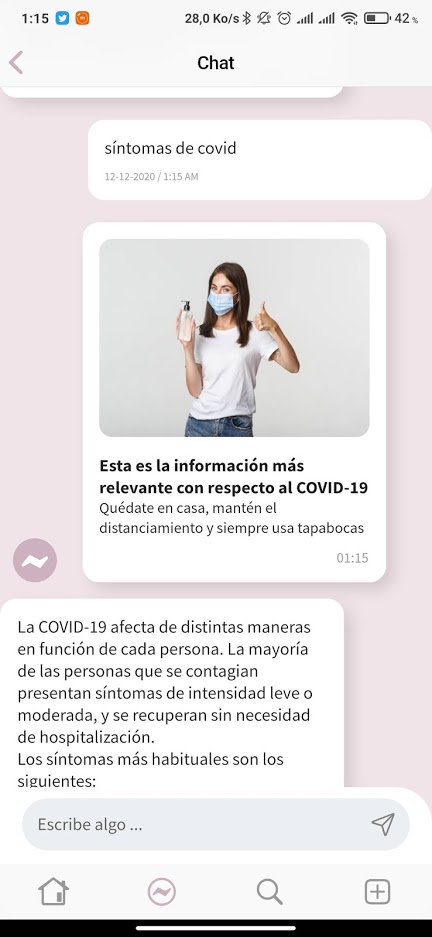 1:15
28,0 Ko/s
42 %
Chat
síntomas de covid
12-12-2020 / 1:15 AM
Esta es la información más
relevante con respecto al COVID-19
Quédate en casa, mantén el
distanciamiento y siempre usa tapabocas
01:15
La COVID-19 afecta de distintas maneras
en función de cada persona. La mayoría
de las personas que se contagian
presentan síntomas de intensidad leve o
moderada, y se recuperan sin necesidad
de hospitalización.
Los síntomas más habituales son los
siguientes:
Escribe algo ...